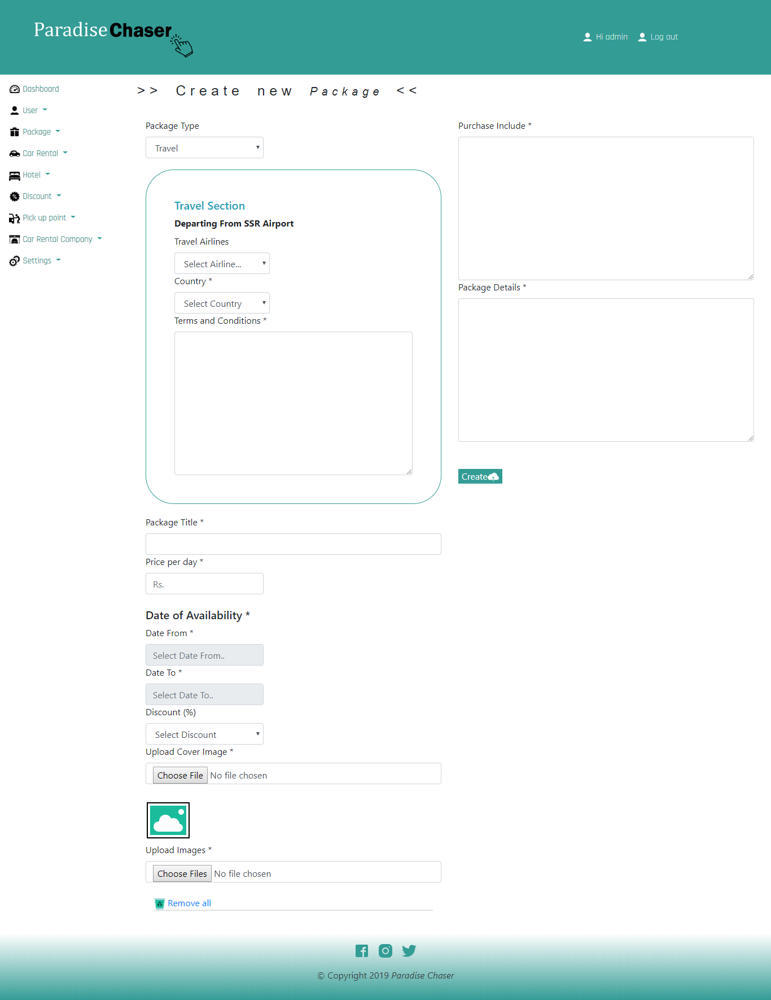 Paradise Chaser
Hi admin
Log out
Dashboard
User
Package
Car Rental
Hotel
Discount
Pick up point
Car Rental Company
Settings
>> Create new Package <<
Package Type
Travel
Travel Section
Departing From SSR Airport
Travel Airlines
Select Airline...
Country *
Select Country
Terms and Conditions *
Package Title *
Price per day *
Rs.
Date of Availability *
Date From *
Select Date From..
Date To *
Select Date To..
Discount (%)
Select Discount
Upload Cover Image *
Choose File No file chosen
Upload Images *
Choose Files No file chosen
Remove all
Purchase Include *
Package Details *
Create
© Copyright 2019 Paradise Chaser